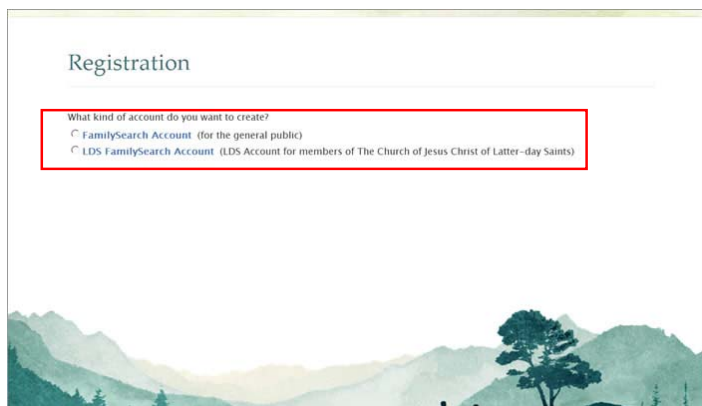 Registration
What kind of account do you want to create?
FamilySearch Account (for the general public)
LDS FamilySearch Account (LDS Account for members of The Church of Jesus Christ of Latter-day Saints)